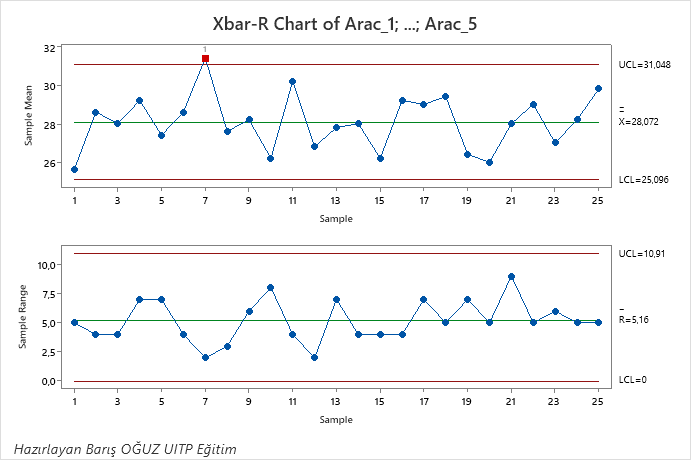 Xbar-R Chart of Arac_1; ...; Arac_5
32
30
28
26
Sample Mean
1
UCL=31,048
X=28,072
LCL=25,096
1 3 5 7 9 11 13 15 17 19 21 23 25
Sample
10,0
7,5
5,0
2,5
0,0
Sample Range
UCL=10,91
R=5,16
LCL=0
1 3 5 7 9 11 13 15 17 19 21 23 25
Sample
Hazırlayan Barış OĞUZ UITP Eğitim